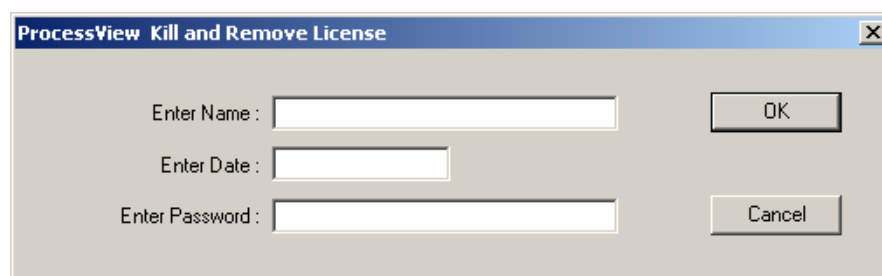 ProcessView Kill and Remove License
Enter Name :
OK
Enter Date :
Enter Password :
Cancel